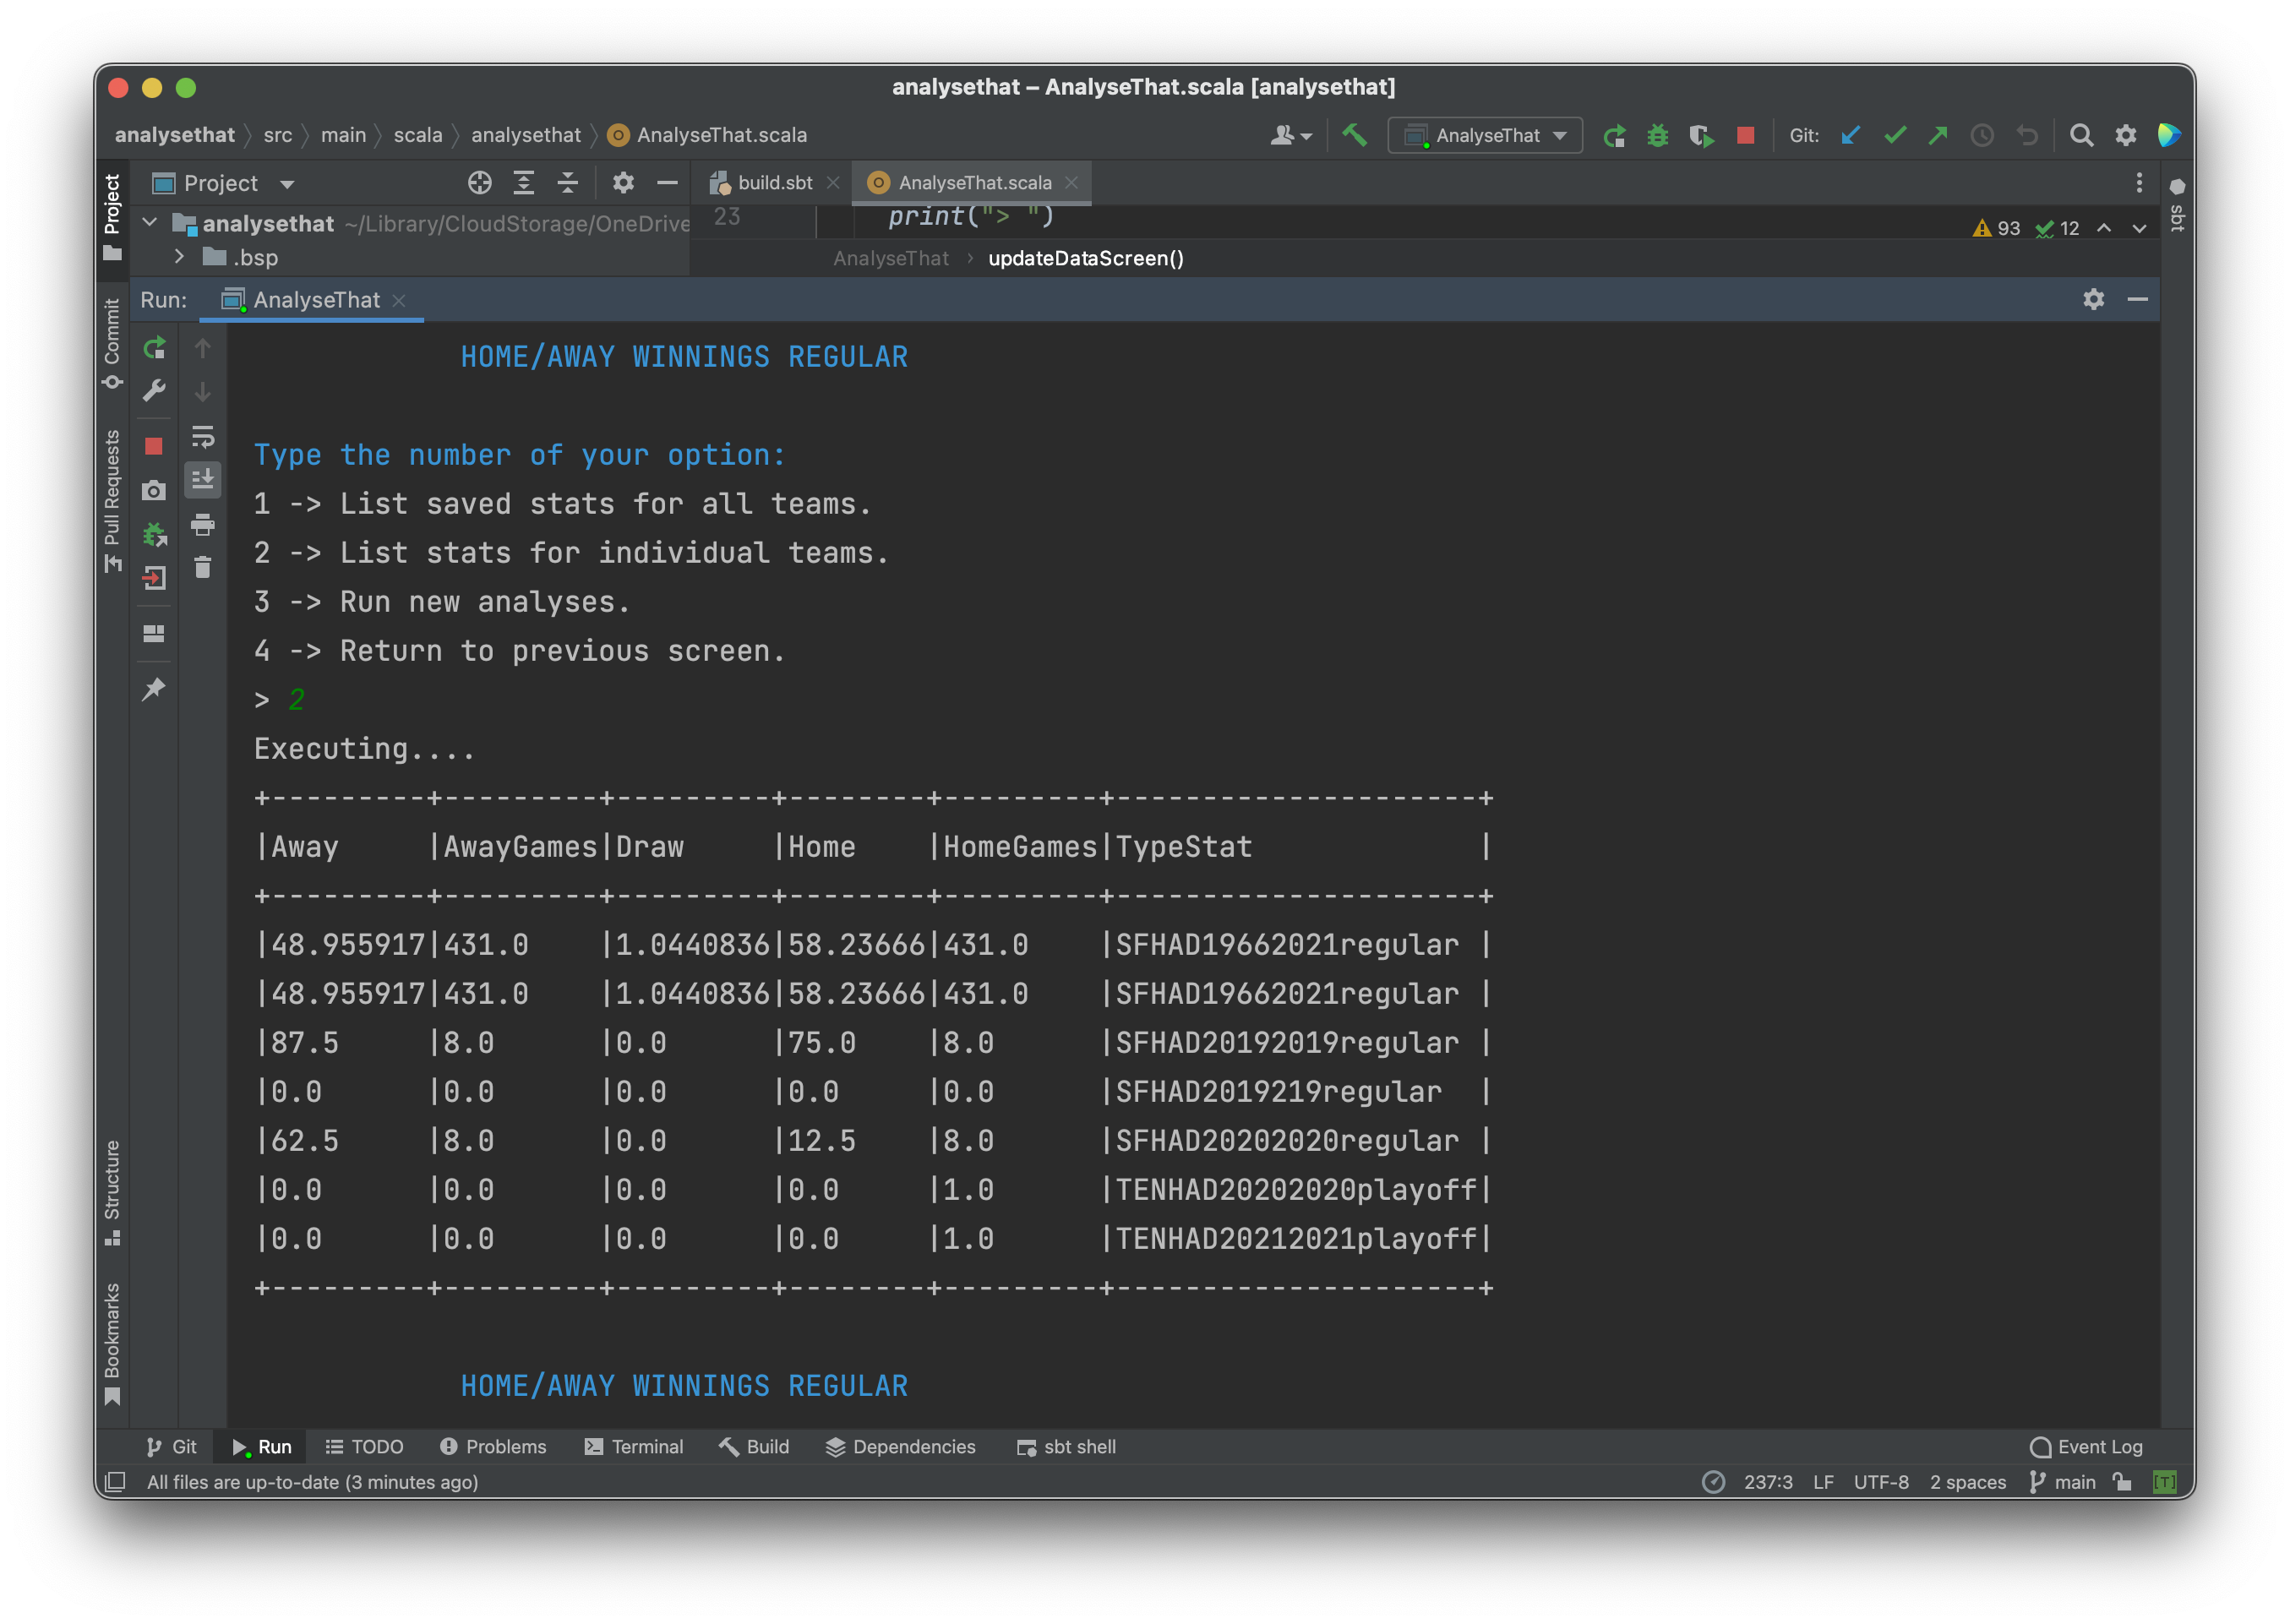 analysethat – AnalyseThat.scala [analysethat]
analysethat src main scala analysethat AnalyseThat.scala AnalyseThat Git:
Project build.sbt AnalyseThat.scala
analysethat ~/Library/CloudStorage/OneDrive 23 print("> ") 93 12
.bsp AnalyseThat › updateDataScreen()
Run: AnalyseThat
Project
Commit
Pull Requests
Structure
Bookmarks
sbt
HOME/AWAY WINNINGS REGULAR
Type the number of your option:
1 -> List saved stats for all teams.
2 -> List stats for individual teams.
3 -> Run new analyses.
4 -> Return to previous screen.
> 2
Executing....
+---------+---------+---------+--------+---------+---------------------+
|Away     |AwayGames|Draw     |Home    |HomeGames|TypeStat             |
+---------+---------+---------+--------+---------+---------------------+
|48.955917|431.0    |1.0440836|58.23666|431.0    |SFHAD19662021regular |
|48.955917|431.0    |1.0440836|58.23666|431.0    |SFHAD19662021regular |
|87.5     |8.0      |0.0      |75.0    |8.0      |SFHAD20192019regular |
|0.0      |0.0      |0.0      |0.0     |0.0      |SFHAD2019219regular  |
|62.5     |8.0      |0.0      |12.5    |8.0      |SFHAD20202020regular |
|0.0      |0.0      |0.0      |0.0     |1.0      |TENHAD20202020playoff|
|0.0      |0.0      |0.0      |0.0     |1.0      |TENHAD20212021playoff|
+---------+---------+---------+--------+---------+---------------------+
HOME/AWAY WINNINGS REGULAR
Git Run TODO Problems Terminal Build Dependencies sbt shell Event Log
All files are up-to-date (3 minutes ago) 237:3 LF UTF-8 2 spaces main [T]